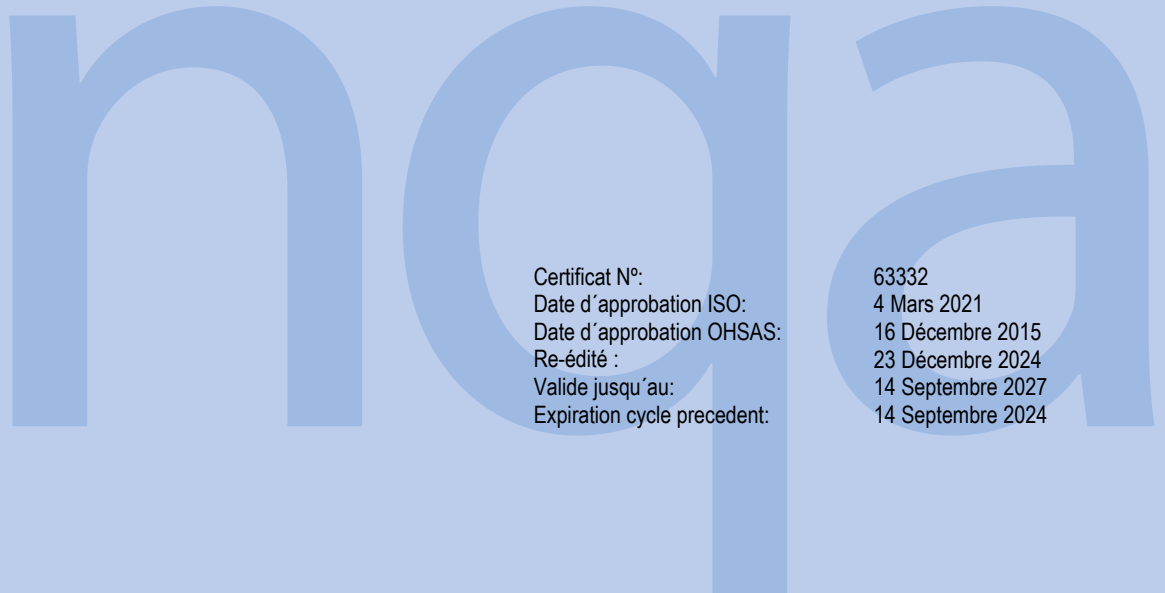 nqa
Certificat Nº: 63332
Date d´approbation ISO: 4 Mars 2021
Date d´approbation OHSAS: 16 Décembre 2015
Re-édité : 23 Décembre 2024
Valide jusqu´au: 14 Septembre 2027
Expiration cycle precedent: 14 Septembre 2024